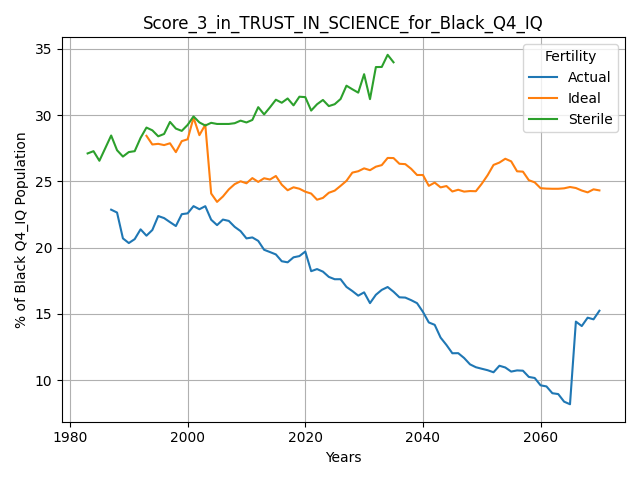 Score_3_in_TRUST_IN_SCIENCE_for_Black_Q4_IQ
% of Black Q4_IQ Population
35
30
25
20
15
10
Fertility
Actual
Ideal
Sterile
1980
2000
2020
2040
2060
Years